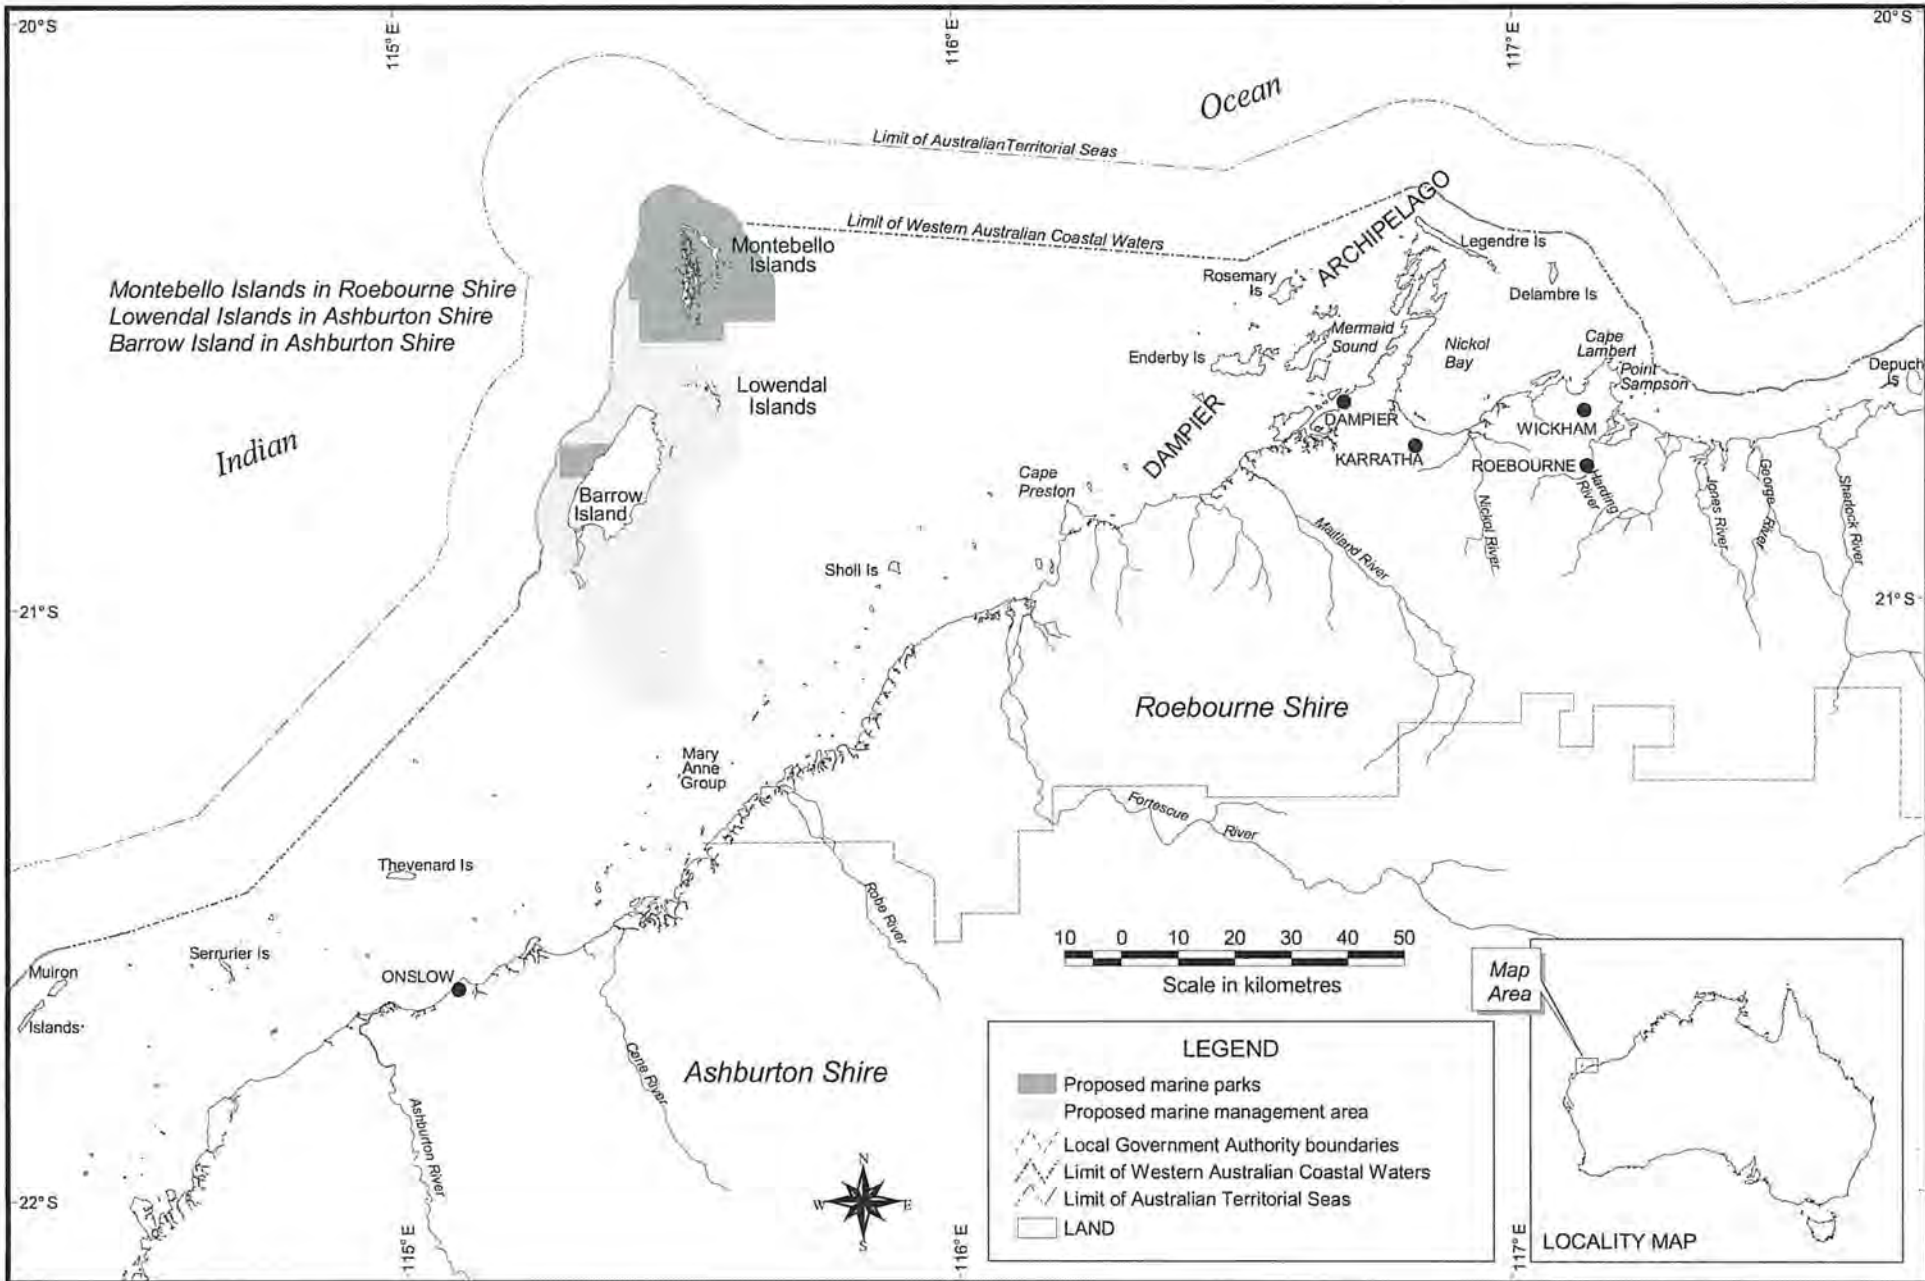 20° S
115° E
116° E
117° E
20° S
Ocean
Limit of Australian Territorial Seas
Limit of Western Australian Coastal Waters
ARCHIPELAGO
Legendre Is
Montebello
Islands
Rosemary
Is
Delambre Is
Montebello Islands in Roebourne Shire
Lowendal Islands in Ashburton Shire
Barrow Island in Ashburton Shire
Mermaid
Sound
Nickol
Bay
Cape
Lambert
Point
Sampson
Depuch
Is
Enderby Is
Lowendal
Islands
DAMPIER
DAMPIER
WICKHAM
KARRATHA
ROEBOURNE
Indian
Cape
Preston
Barrow
Island
Harding
River
Nickol River
Jones River
George River
Sherlock River
Maitland River
Sholl Is
21° S
21° S
Roebourne Shire
Mary
Anne
Group
Fortescue
River
Thevenard Is
Robe River
Serrurier Is
ONSLOW
Muiron
Islands
10 0 10 20 30 40 50
Scale in kilometres
Map
Area
Cane River
Ashburton Shire
Ashburton River
LEGEND
Proposed marine parks
Proposed marine management area
Local Government Authority boundaries
Limit of Western Australian Coastal Waters
Limit of Australian Territorial Seas
LAND
N
W E
S
22° S
115° E
116° E
117° E
LOCALITY MAP